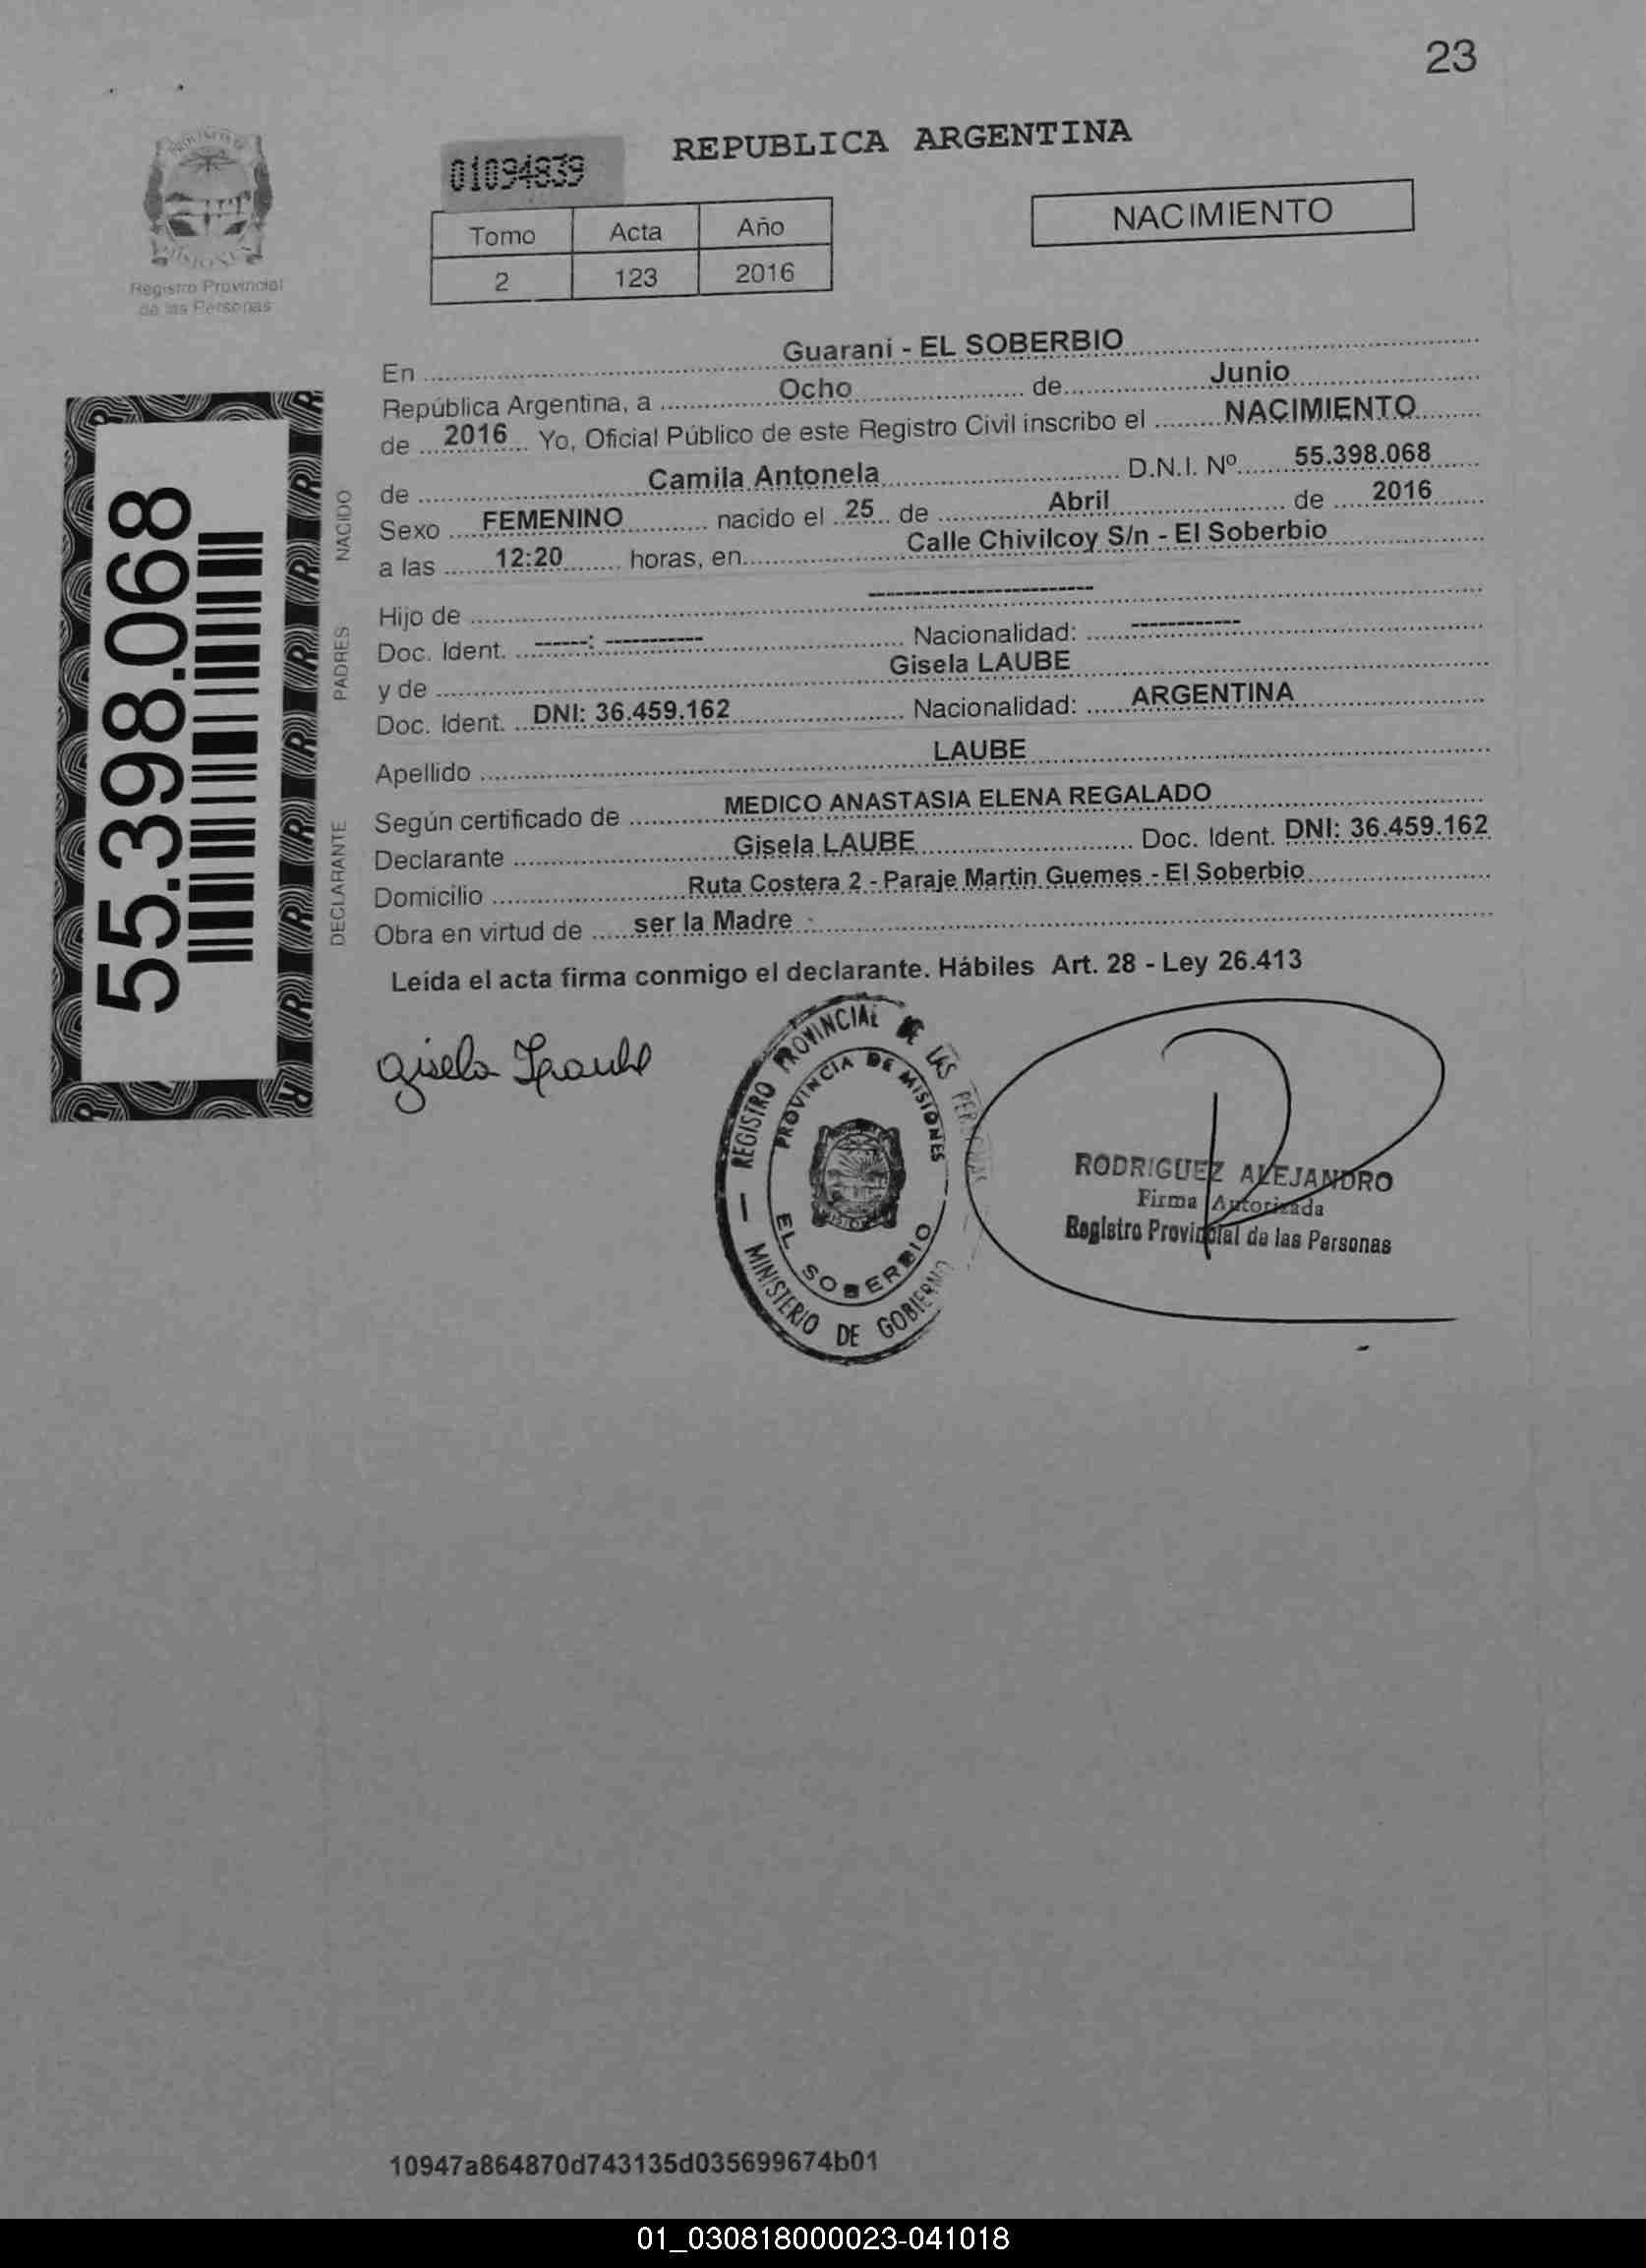 23
PROVINCIA DE
MISIONES
Registro Provincial
de las Personas
01094839
REPUBLICA ARGENTINA
NACIMIENTO
Tomo Acta Año
2 123 2016
En Guaraní - EL SOBERBIO
República Argentina, a Ocho de Junio
de 2016 Yo, Oficial Público de este Registro Civil inscribo el NACIMIENTO
NACIDO
de Camila Antonela D.N.I. Nº 55.398.068
Sexo FEMENINO nacido el 25 de Abril de 2016
a las 12:20 horas, en Calle Chivilcoy S/n - El Soberbio
PADRES
Hijo de -------------------------
Doc. Ident. ------: ----------- Nacionalidad: ------------
y de Gisela LAUBE
Doc. Ident. DNI: 36.459.162 Nacionalidad: ARGENTINA
Apellido LAUBE
DECLARANTE
Según certificado de MEDICO ANASTASIA ELENA REGALADO
Declarante Gisela LAUBE Doc. Ident. DNI: 36.459.162
Domicilio Ruta Costera 2 - Paraje Martin Guemes - El Soberbio
Obra en virtud de ser la Madre -
Leída el acta firma conmigo el declarante. Hábiles Art. 28 - Ley 26.413
55.398.068
Gisela Laube
REGISTRO PROVINCIAL DE LAS PERSONAS
PROVINCIA DE MISIONES
EL SOBERBIO
MINISTERIO DE GOBIERNO
RODRIGUEZ ALEJANDRO
Firma Autorizada
Registro Provincial de las Personas
10947a864870d743135d035699674b01
01_030818000023-041018